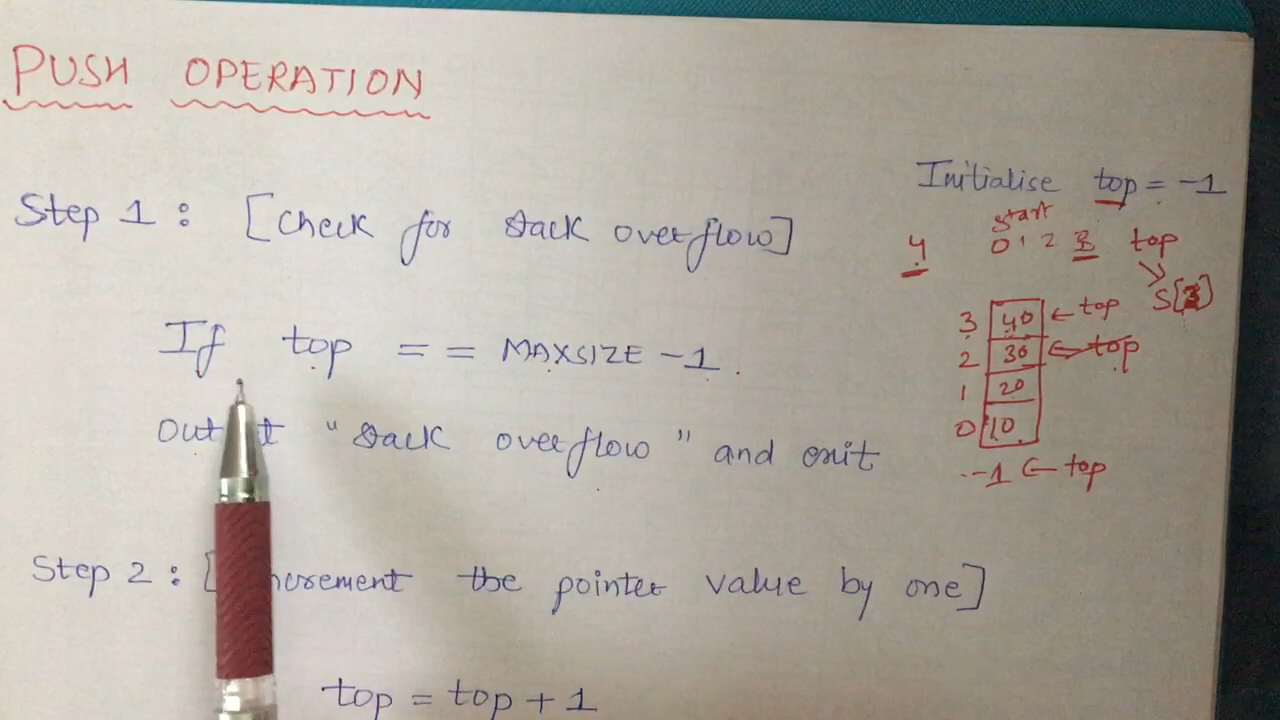 PUSH OPERATION
Initialise top = -1
Step 1 : [Check for stack overflow]
start
4 0 1 2 3 top
S[3]
If top == MAXSIZE -1.
3 40 ← top
2 30 ← top
1 20
0 10
-1 ← top
"stack overflow" and exit
Step 2 : [Increment the pointer value by one]
top = top + 1